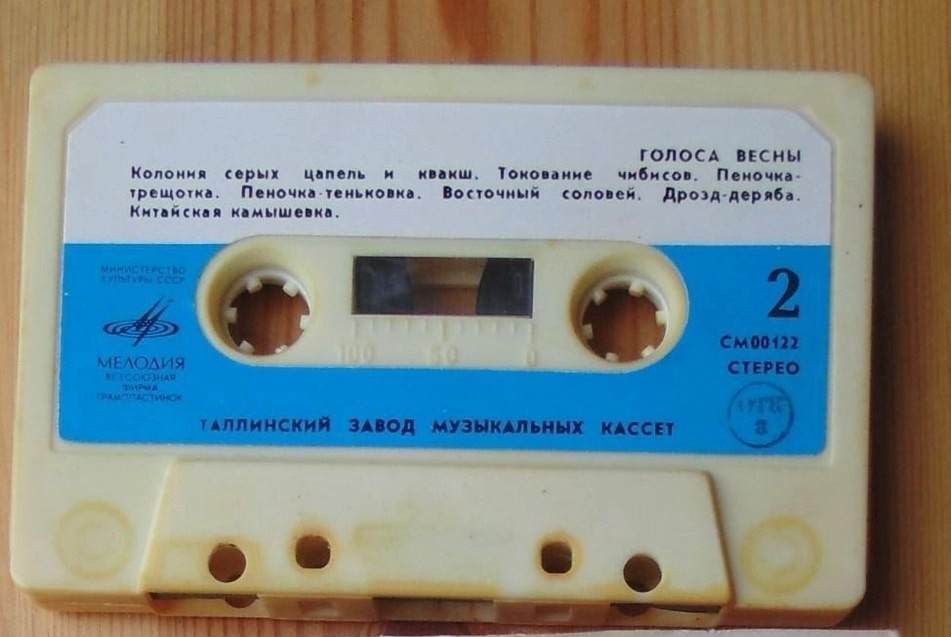 ГОЛОСА ВЕСНЫ
Колония серых цапель и квакш. Токование чибисов. Пеночка-
трещотка. Пеночка-теньковка. Восточный соловей. Дрозд-деряба.
Китайская камышевка.
МИНИСТЕРСТВО
КУЛЬТУРЫ СССР
2
СМ00122
СТЕРЕО
МЕЛОДИЯ
ВСЕСОЮЗНАЯ
ФИРМА
ГРАМПЛАСТИНОК
100 50 0
ТАЛЛИНСКИЙ ЗАВОД МУЗЫКАЛЬНЫХ КАССЕТ
8